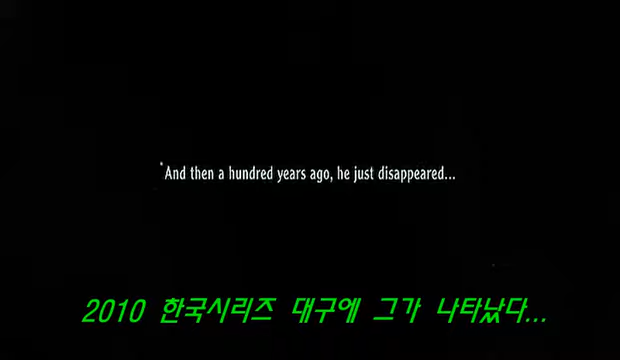 "And then a hundred years ago, he just disappeared...
2010 한국시리즈 대구에 그가 나타났다...